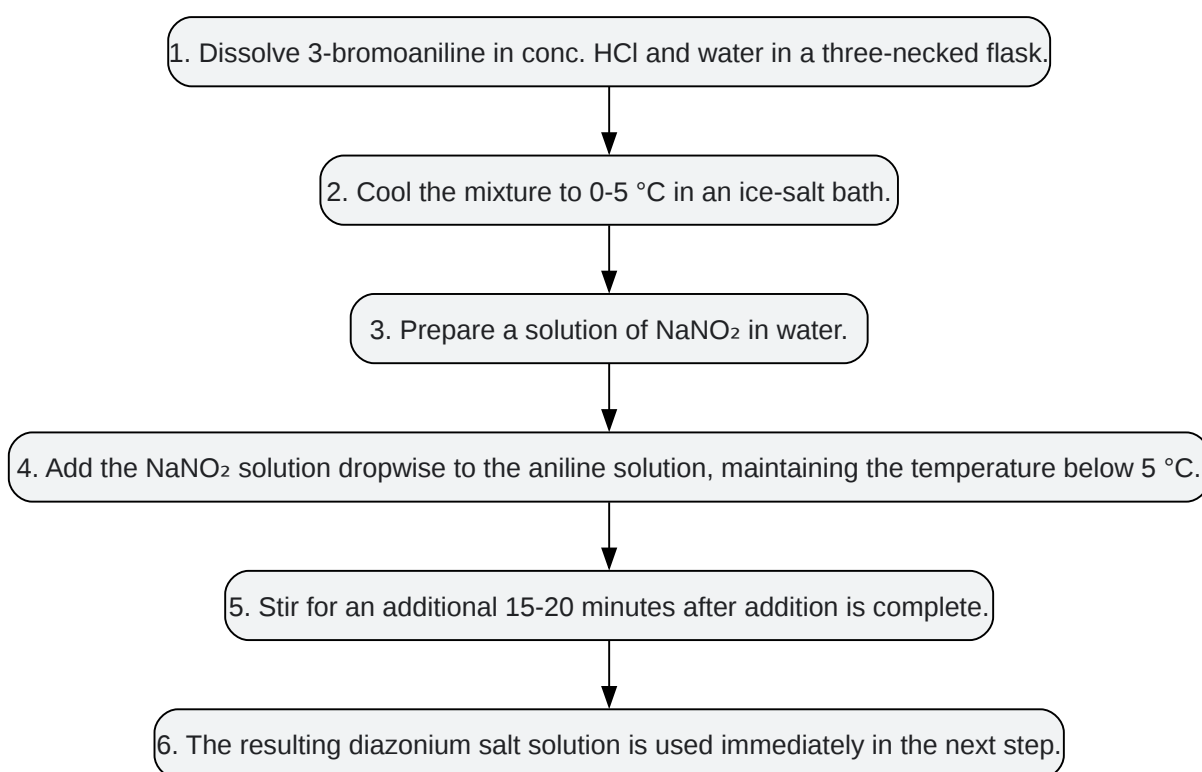 1. Dissolve 3-bromoaniline in conc. HCl and water in a three-necked flask.
2. Cool the mixture to 0-5 °C in an ice-salt bath.
3. Prepare a solution of NaNO₂ in water.
4. Add the NaNO₂ solution dropwise to the aniline solution, maintaining the temperature below 5 °C.
5. Stir for an additional 15-20 minutes after addition is complete.
6. The resulting diazonium salt solution is used immediately in the next step.